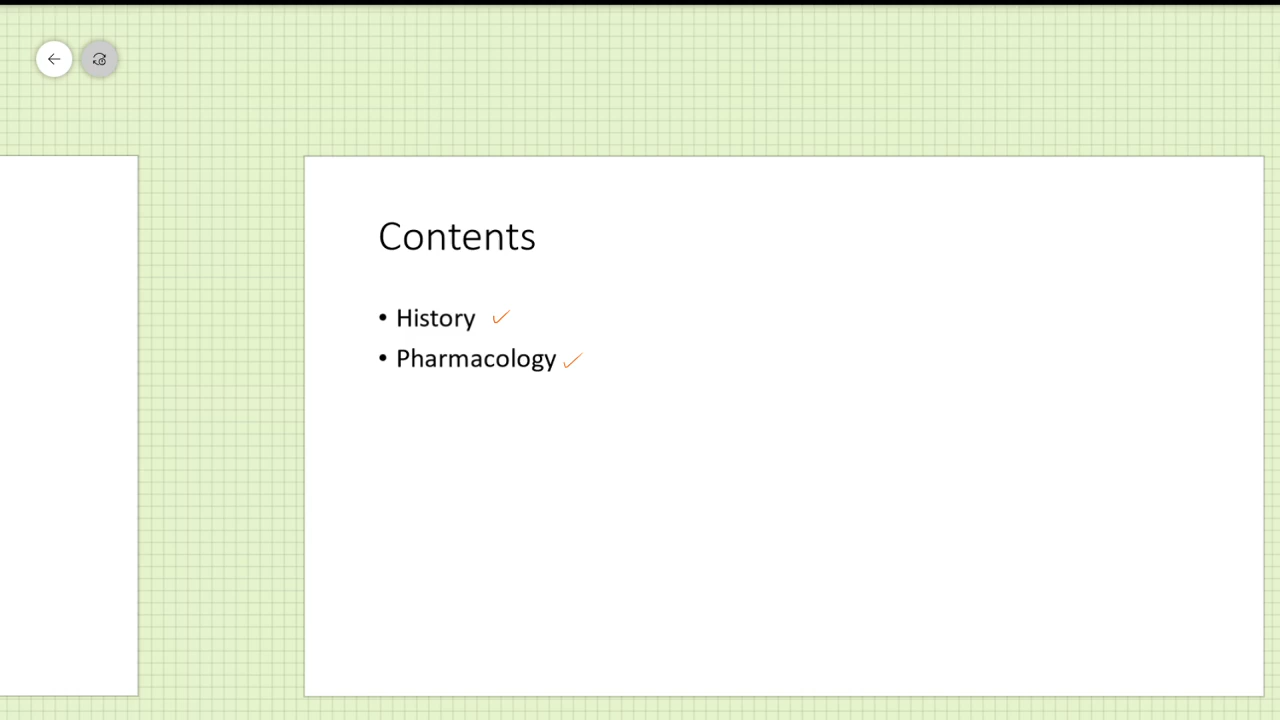 Contents
• History ✓
• Pharmacology ✓